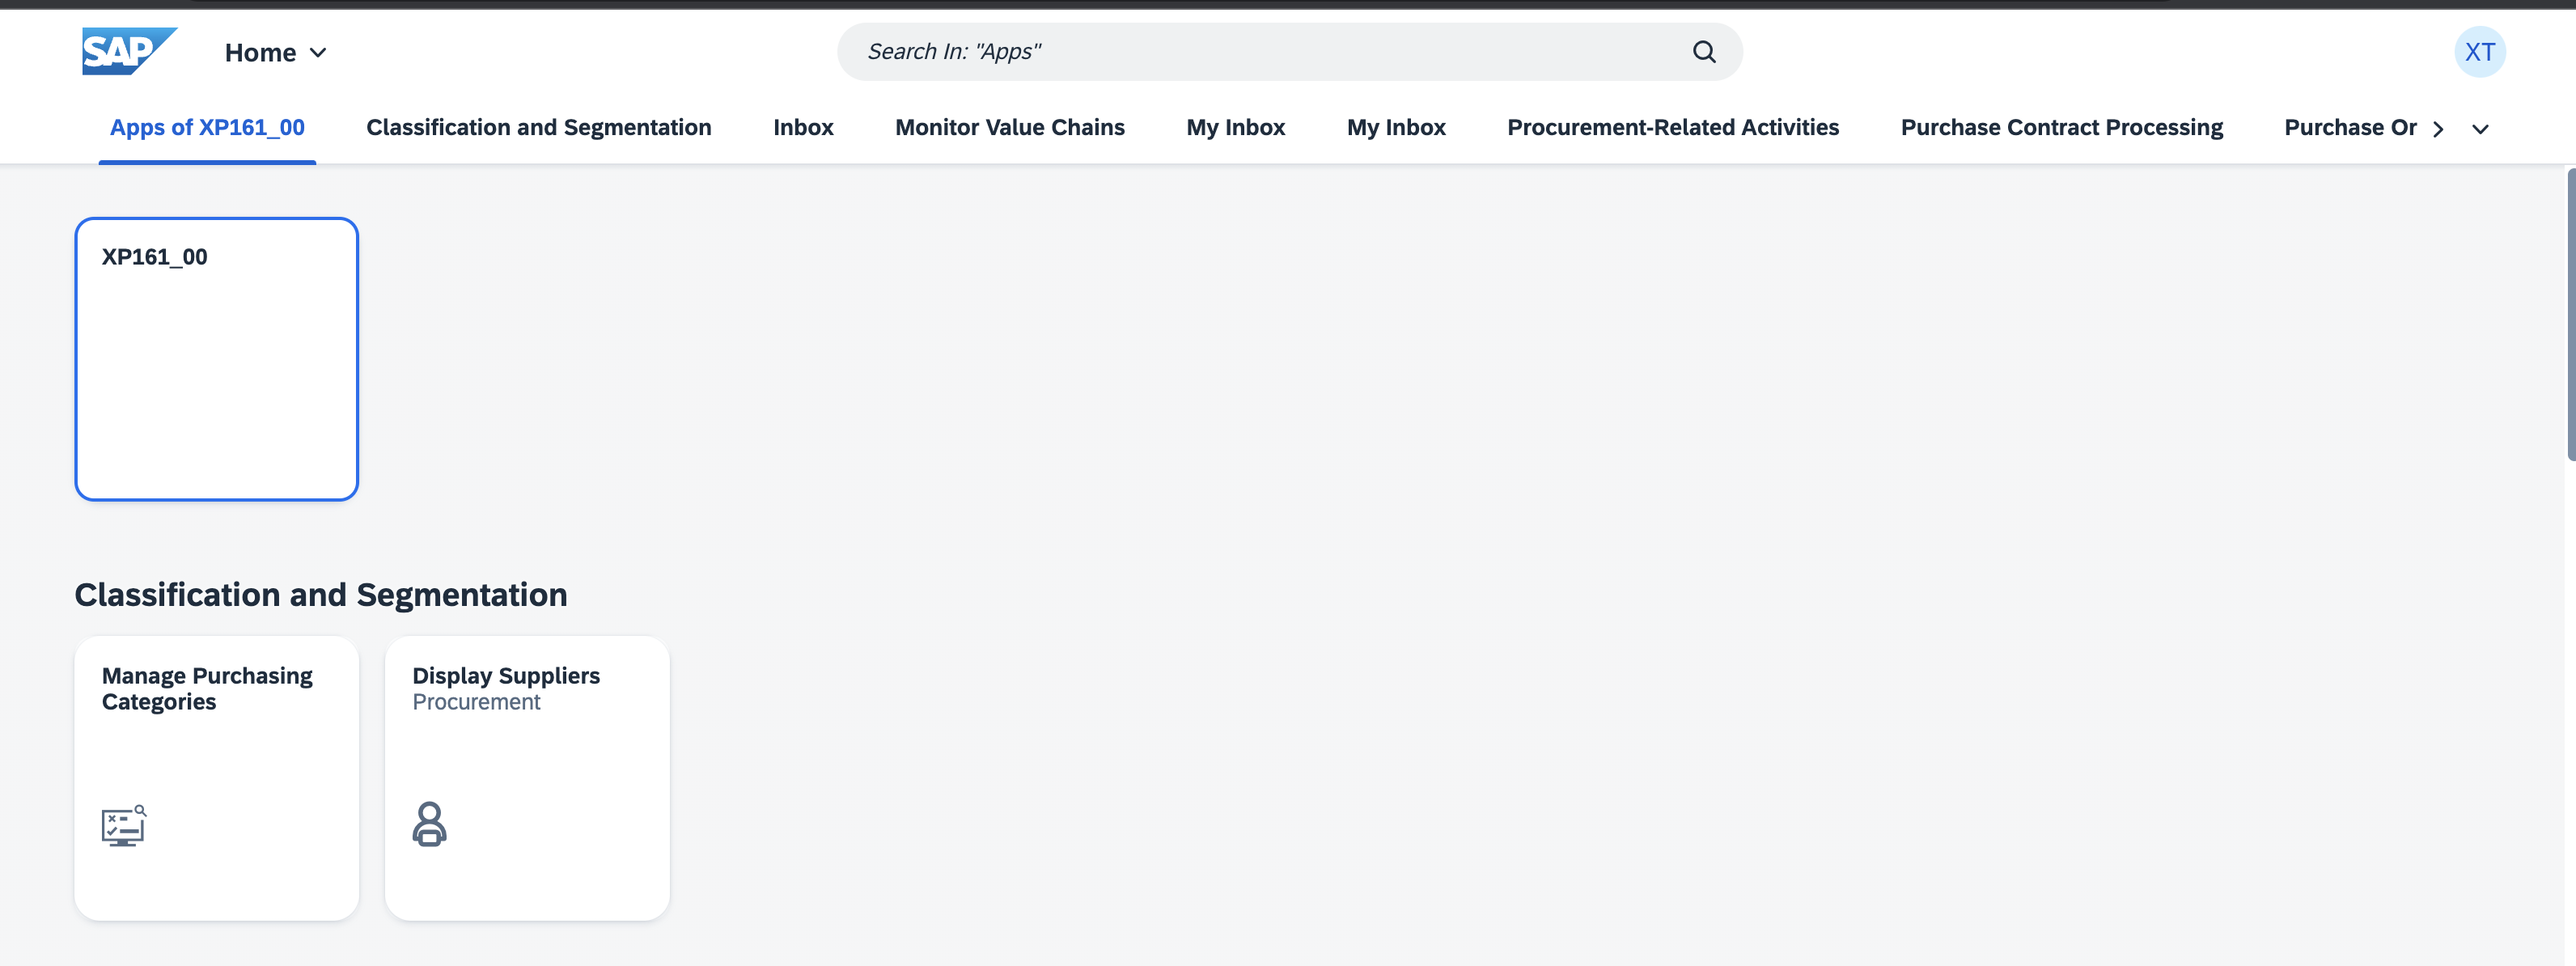 SAP
Home
Search In: "Apps"
XT
Apps of XP161_00
Classification and Segmentation
Inbox
Monitor Value Chains
My Inbox
My Inbox
Procurement-Related Activities
Purchase Contract Processing
Purchase Or
XP161_00
Classification and Segmentation
Manage Purchasing
Categories
Display Suppliers
Procurement